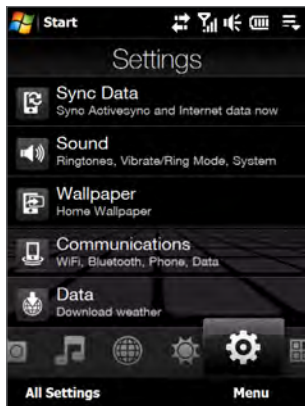 Start
Settings
Sync Data
Sync Activesync and Internet data now
Sound
Ringtones, Vibrate/Ring Mode, System
Wallpaper
Home Wallpaper
Communications
WiFi, Bluetooth, Phone, Data
Data
Download weather
All Settings
Menu